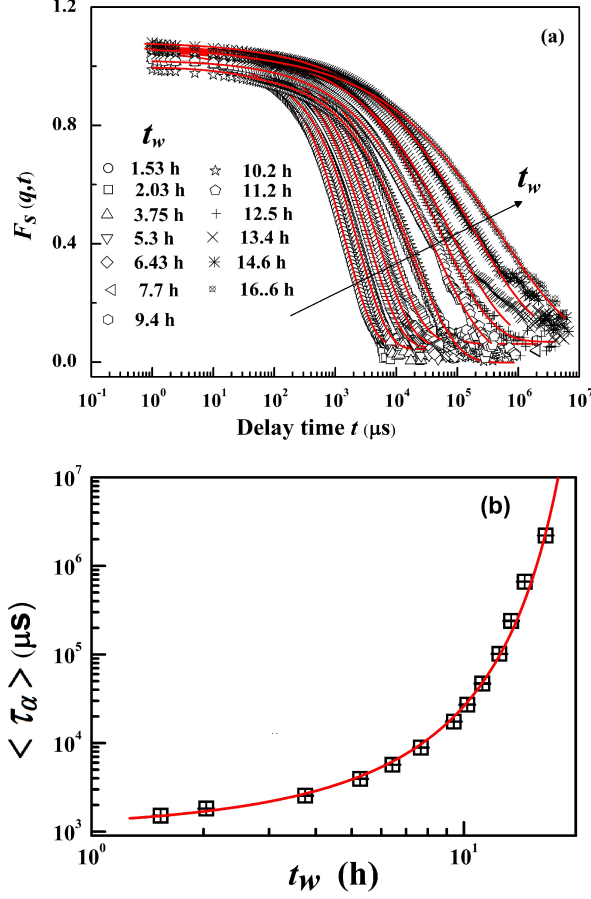 1.2
(a)
0.8
F_S (q,t)
0.4
0.0
t_w
t_w
1.53 h
10.2 h
2.03 h
11.2 h
3.75 h
12.5 h
5.3 h
13.4 h
6.43 h
14.6 h
7.7 h
16..6 h
9.4 h
10^-1 10^0 10^1 10^2 10^3 10^4 10^5 10^6 10^7
Delay time t (μs)
10^7
(b)
10^6
10^5
10^4
10^3
< τ_α > (μs)
10^0 10^1
t_w (h)